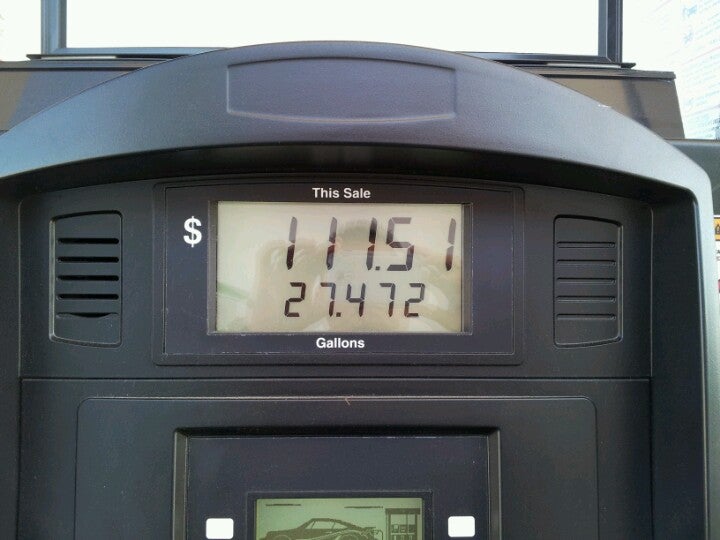 This Sale
$ 111.51
27.472
Gallons